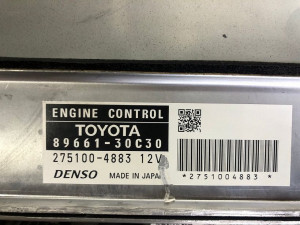 ENGINE CONTROL
TOYOTA
89661-30C30
275100-4883 12V
DENSO MADE IN JAPAN
*2751004883*